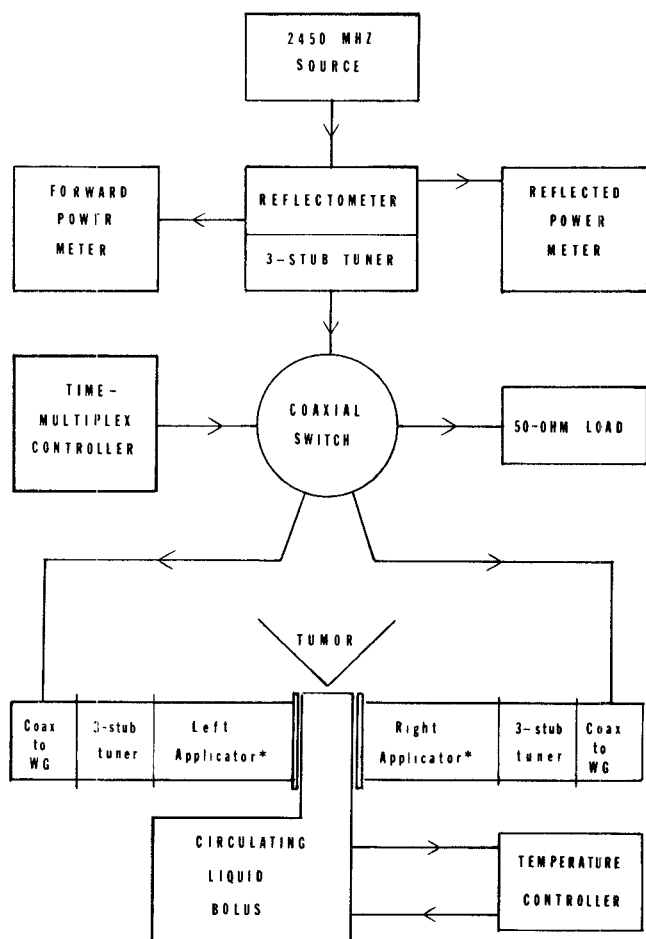 2450 MHZ
SOURCE
FORWARD
POWER
METER
REFLECTOMETER
3-STUB TUNER
REFLECTED
POWER
METER
TIME-
MULTIPLEX
CONTROLLER
COAXIAL
SWITCH
50-OHM LOAD
TUMOR
Coax
to
WG
3-stub
tuner
Left
Applicator*
Right
Applicator*
3-stub
tuner
Coax
to
WG
CIRCULATING
LIQUID
BOLUS
TEMPERATURE
CONTROLLER